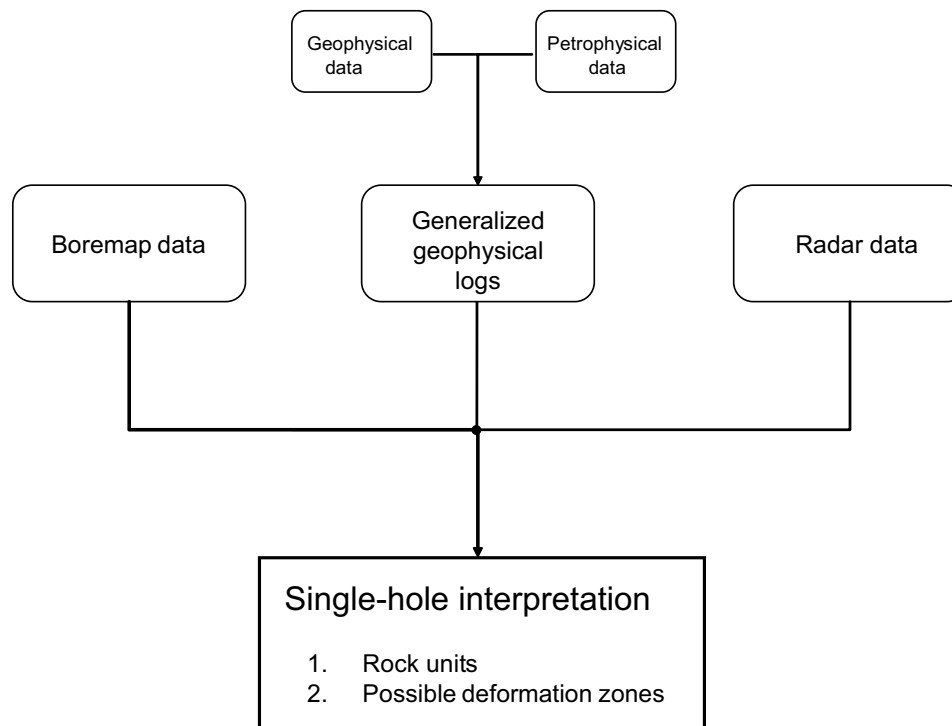 Geophysical
data
Petrophysical
data
Boremap data
Generalized
geophysical
logs
Radar data
Single-hole interpretation
1. Rock units
2. Possible deformation zones